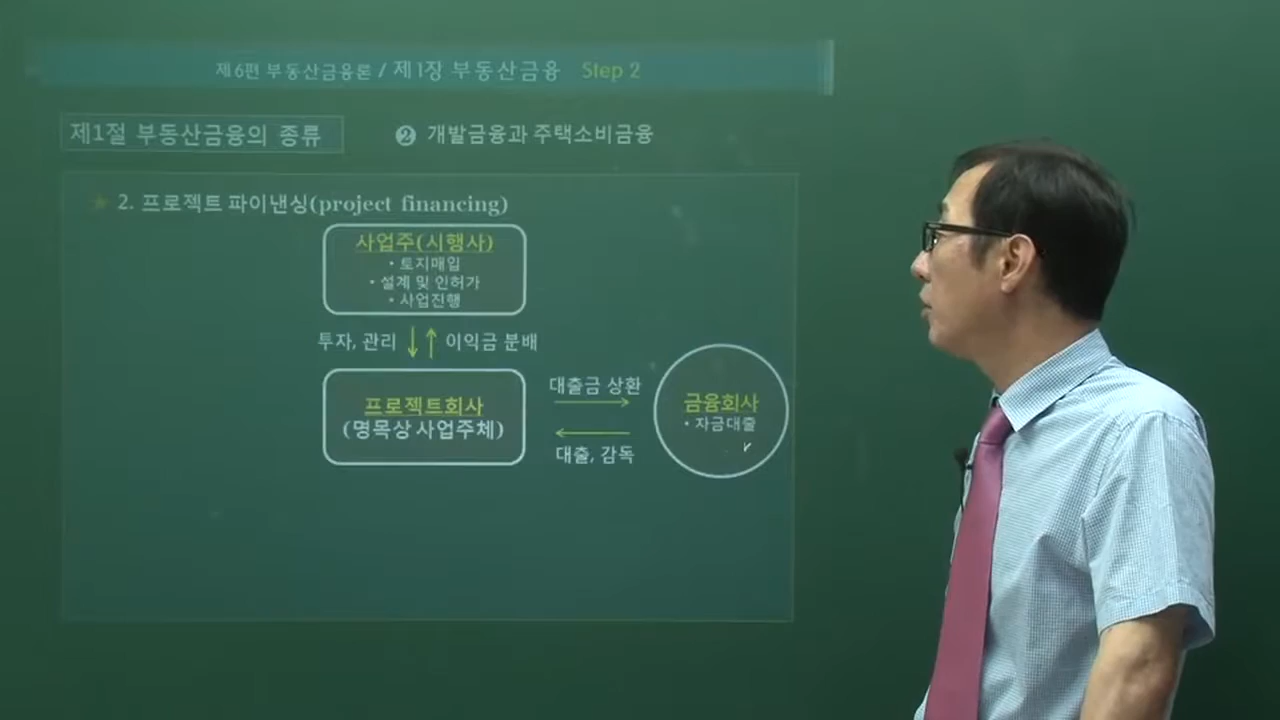 제6편 부동산금융론 / 제1장 부동산금융 Step 2
제1절 부동산금융의 종류
❷ 개발금융과 주택소비금융
★ 2. 프로젝트 파이낸싱(project financing)
사업주(시행사)
• 토지매입
• 설계 및 인허가
• 사업진행
투자, 관리
이익금 분배
프로젝트회사
(명목상 사업주체)
대출금 상환
대출, 감독
금융회사
• 자금대출